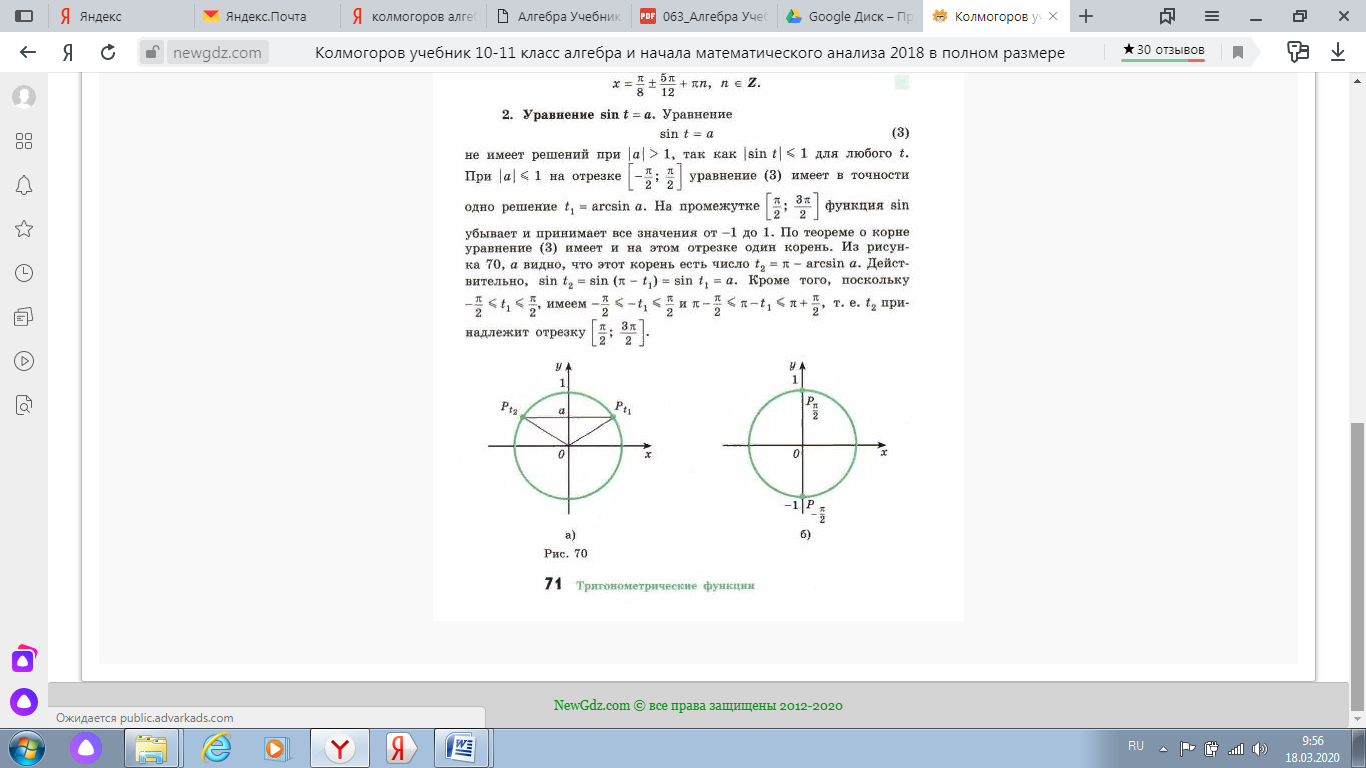 Яндекс
Яндекс.Почта
колмогоров алге
Алгебра Учебник
063_Алгебра Учеб
Google Диск – Пр
Колмогоров уч
newgdz.com
Колмогоров учебник 10-11 класс алгебра и начала математического анализа 2018 в полном размере
★30 отзывов
x = π/8 ± 5π/12 + πn, n ∈ Z.
2. Уравнение sin t = a. Уравнение
sin t = a (3)
не имеет решений при |a| > 1, так как |sin t| ⩽ 1 для любого t.
При |a| ⩽ 1 на отрезке [−π/2; π/2] уравнение (3) имеет в точности
одно решение t₁ = arcsin a. На промежутке [π/2; 3π/2] функция sin
убывает и принимает все значения от −1 до 1. По теореме о корне
уравнение (3) имеет и на этом отрезке один корень. Из рисун-
ка 70, а видно, что этот корень есть число t₂ = π − arcsin a. Дейст-
вительно, sin t₂ = sin (π − t₁) = sin t₁ = a. Кроме того, поскольку
−π/2 ⩽ t₁ ⩽ π/2, имеем −π/2 ⩽ −t₁ ⩽ π/2 и π−π/2 ⩽ π−t₁ ⩽ π+π/2, т. е. t₂ при-
надлежит отрезку [π/2; 3π/2].
y
1
Pt₂
a
Pt₁
0
x
а)
y
1
Pπ/2
0
x
−1
P−π/2
б)
Рис. 70
71 Тригонометрические функции
NewGdz.com © все права защищены 2012-2020
Ожидается public.advarkads.com
RU
9:56
18.03.2020